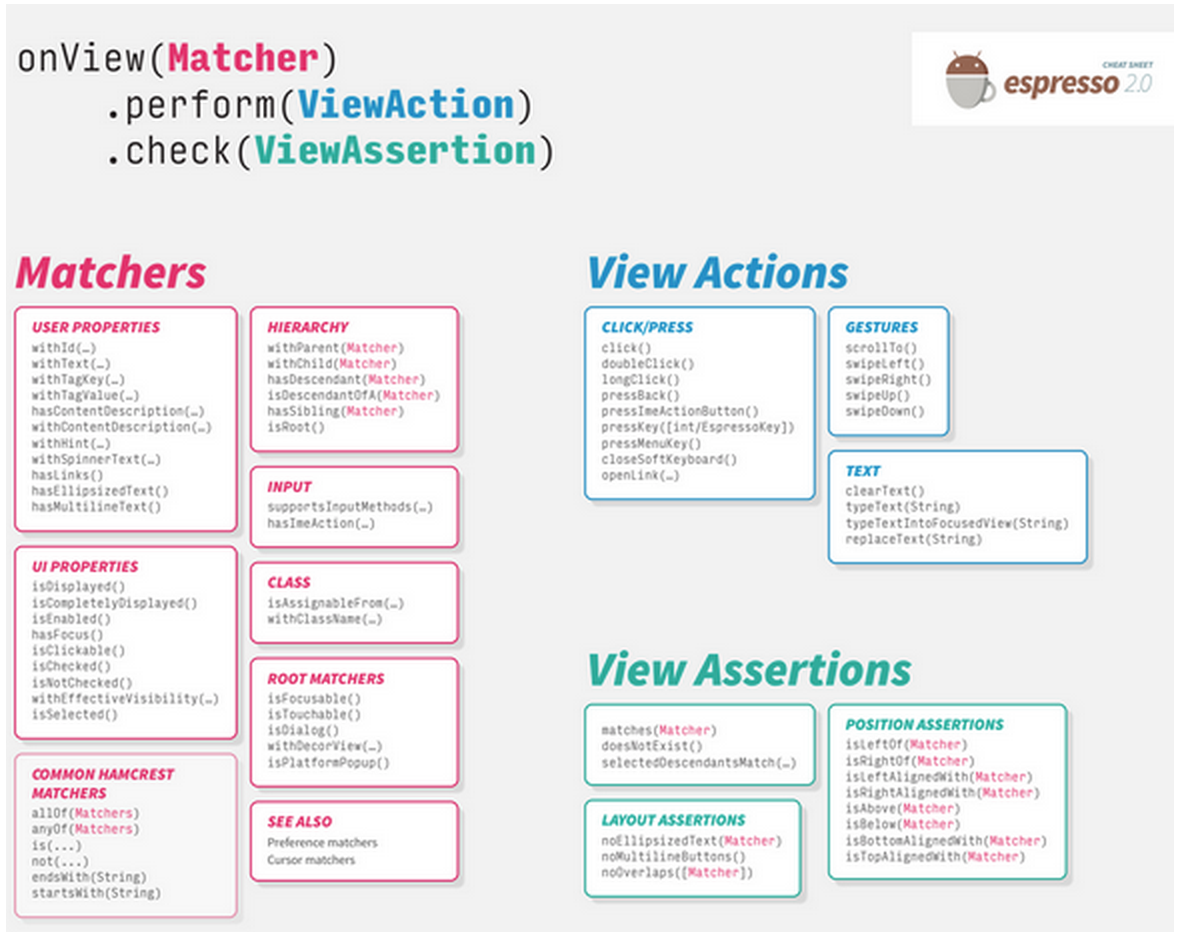 onView(Matcher)
.perform(ViewAction)
.check(ViewAssertion)
CHEAT SHEET
espresso 2.0
Matchers
USER PROPERTIES
withId(…)
withText(…)
withTagKey(…)
withTagValue(…)
hasContentDescription(…)
withContentDescription(…)
withHint(…)
withSpinnerText(…)
hasLinks()
hasEllipsizedText()
hasMultilineText()
UI PROPERTIES
isDisplayed()
isCompletelyDisplayed()
isEnabled()
hasFocus()
isClickable()
isChecked()
isNotChecked()
withEffectiveVisibility(…)
isSelected()
COMMON HAMCREST
MATCHERS
allOf(Matchers)
anyOf(Matchers)
is(...)
not(...)
endsWith(String)
startsWith(String)
HIERARCHY
withParent(Matcher)
withChild(Matcher)
hasDescendant(Matcher)
isDescendantOfA(Matcher)
hasSibling(Matcher)
isRoot()
INPUT
supportsInputMethods(…)
hasImeAction(…)
CLASS
isAssignableFrom(…)
withClassName(…)
ROOT MATCHERS
isFocusable()
isTouchable()
isDialog()
withDecorView(…)
isPlatformPopup()
SEE ALSO
Preference matchers
Cursor matchers
View Actions
CLICK/PRESS
click()
doubleClick()
longClick()
pressBack()
pressImeActionButton()
pressKey([int/EspressoKey])
pressMenuKey()
closeSoftKeyboard()
openLink(…)
GESTURES
scrollTo()
swipeLeft()
swipeRight()
swipeUp()
swipeDown()
TEXT
clearText()
typeText(String)
typeTextIntoFocusedView(String)
replaceText(String)
View Assertions
matches(Matcher)
doesNotExist()
selectedDescendantsMatch(…)
LAYOUT ASSERTIONS
noEllipsizedText(Matcher)
noMultilineButtons()
noOverlaps([Matcher])
POSITION ASSERTIONS
isLeftOf(Matcher)
isRightOf(Matcher)
isLeftAlignedWith(Matcher)
isRightAlignedWith(Matcher)
isAbove(Matcher)
isBelow(Matcher)
isBottomAlignedWith(Matcher)
isTopAlignedWith(Matcher)